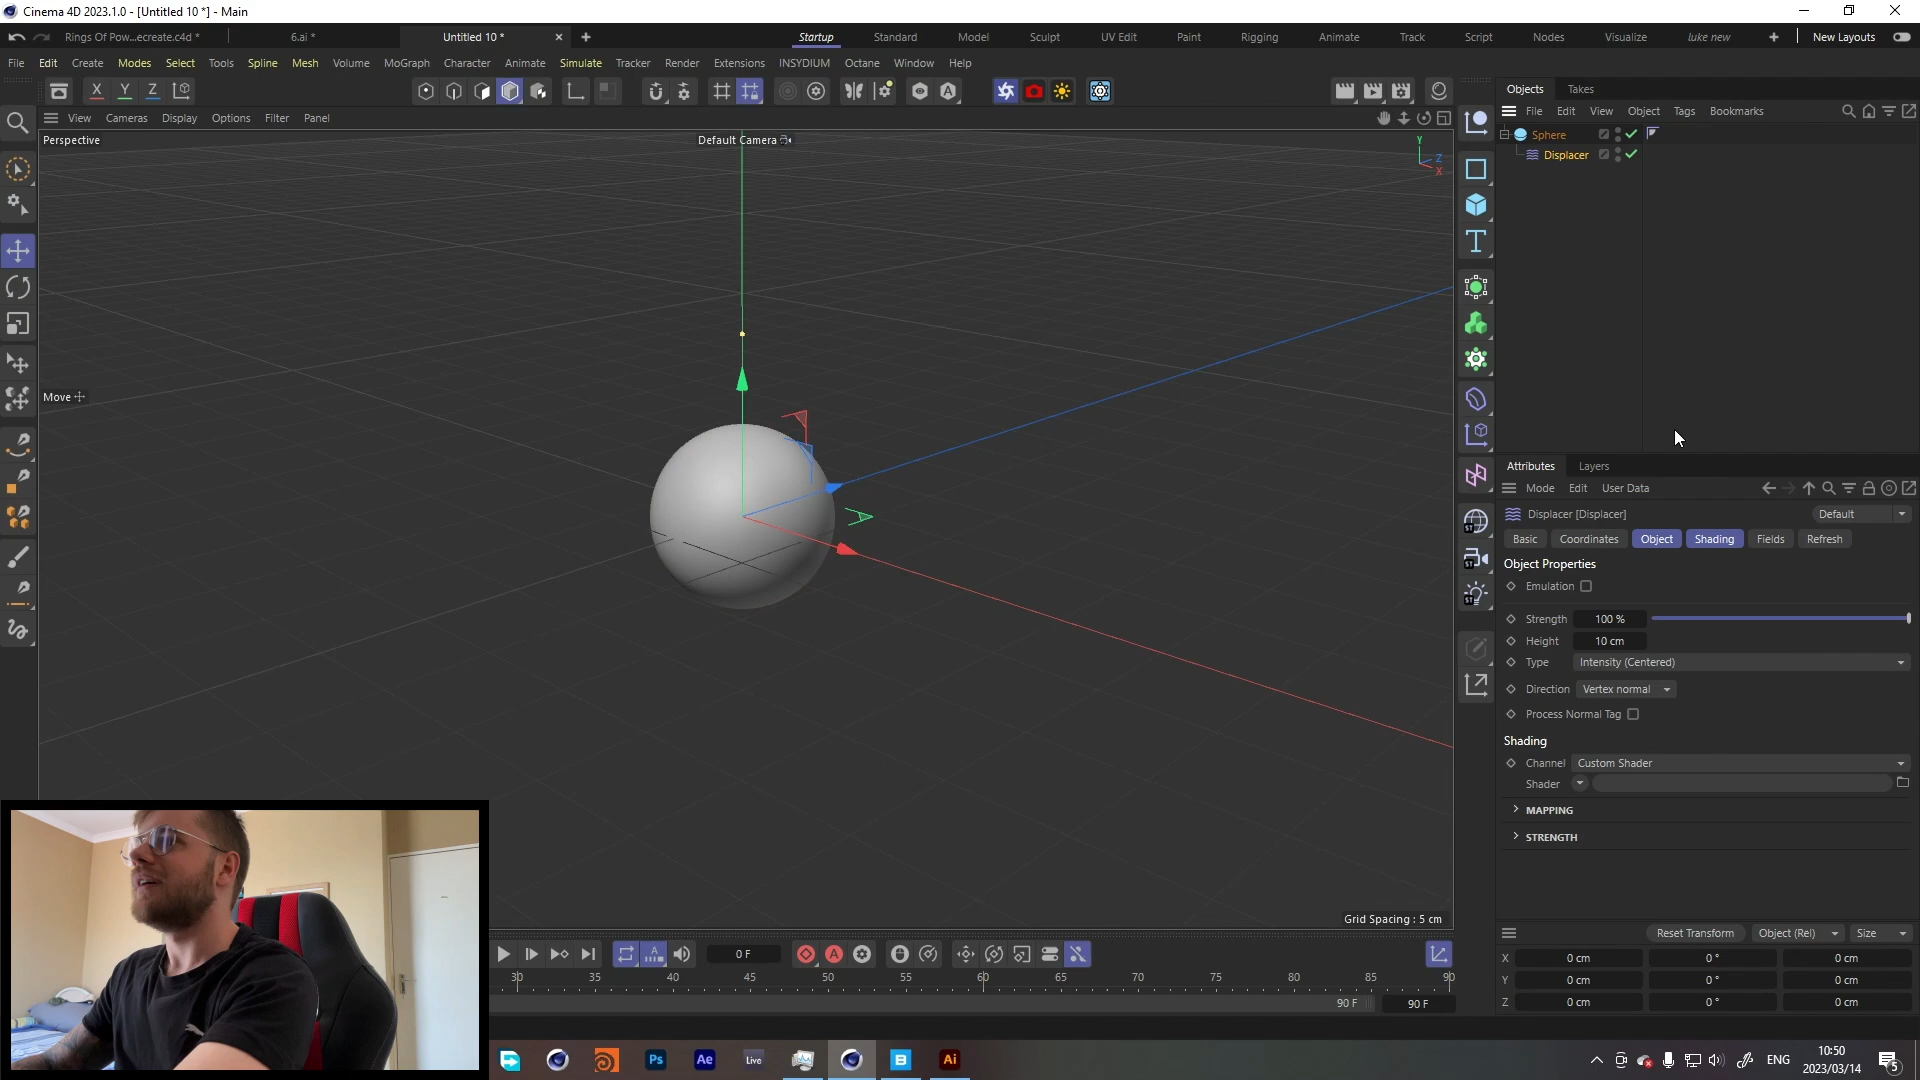 Cinema 4D 2023.1.0 - [Untitled 10 *] - Main
Rings Of Pow...ecreate.c4d * 6.ai * Untitled 10 * Startup Standard Model Sculpt UV Edit Paint Rigging Animate Track Script Nodes Visualize luke new New Layouts
File Edit Create Modes Select Tools Spline Mesh Volume MoGraph Character Animate Simulate Tracker Render Extensions INSYDIUM Octane Window Help
X Y Z
Objects Takes
File Edit View Object Tags Bookmarks
View Cameras Display Options Filter Panel
Perspective
Default Camera
Y
Z
X
Sphere
Displacer
Move
Attributes Layers
Mode Edit User Data
Displacer [Displacer] Default
Basic Coordinates Object Shading Fields Refresh
Object Properties
Emulation
Strength 100 %
Height 10 cm
Type Intensity (Centered)
Direction Vertex normal
Process Normal Tag
Shading
Channel Custom Shader
Shader
MAPPING
STRENGTH
ST
ST
ST
Grid Spacing : 5 cm
Reset Transform Object (Rel) Size
X 0 cm 0 ° 0 cm
Y 0 cm 0 ° 0 cm
Z 0 cm 0 ° 0 cm
0 F
30 35 40 45 50 55 60 65 70 75 80 85 90
90 F 90 F
Ps Ae Live Ai
ENG
10:50
2023/03/14
5